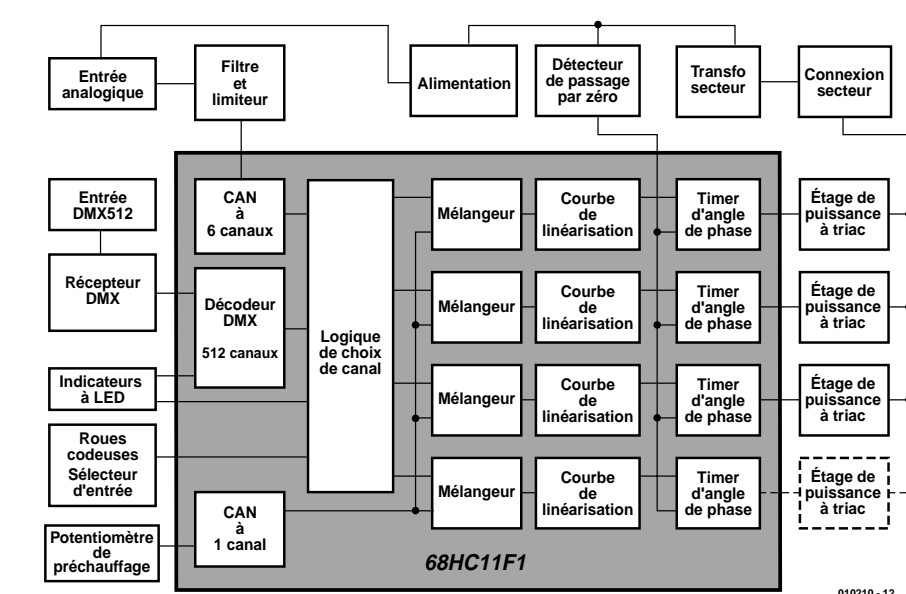 Entrée
analogique
Filtre
et
limiteur
Alimentation
Détecteur
de passage
par zéro
Transfo
secteur
Connexion
secteur
Entrée
DMX512
Récepteur
DMX
Indicateurs
à LED
Roues
codeuses
Sélecteur
d'entrée
Potentiomètre
de
préchauffage
CAN
à
6 canaux
Décodeur
DMX
512 canaux
CAN
à
1 canal
Logique
de choix
de canal
Mélangeur
Courbe
de
linéarisation
Timer
d'angle
de phase
Étage de
puissance
à triac
Mélangeur
Courbe
de
linéarisation
Timer
d'angle
de phase
Étage de
puissance
à triac
Mélangeur
Courbe
de
linéarisation
Timer
d'angle
de phase
Étage de
puissance
à triac
Mélangeur
Courbe
de
linéarisation
Timer
d'angle
de phase
Étage de
puissance
à triac
68HC11F1